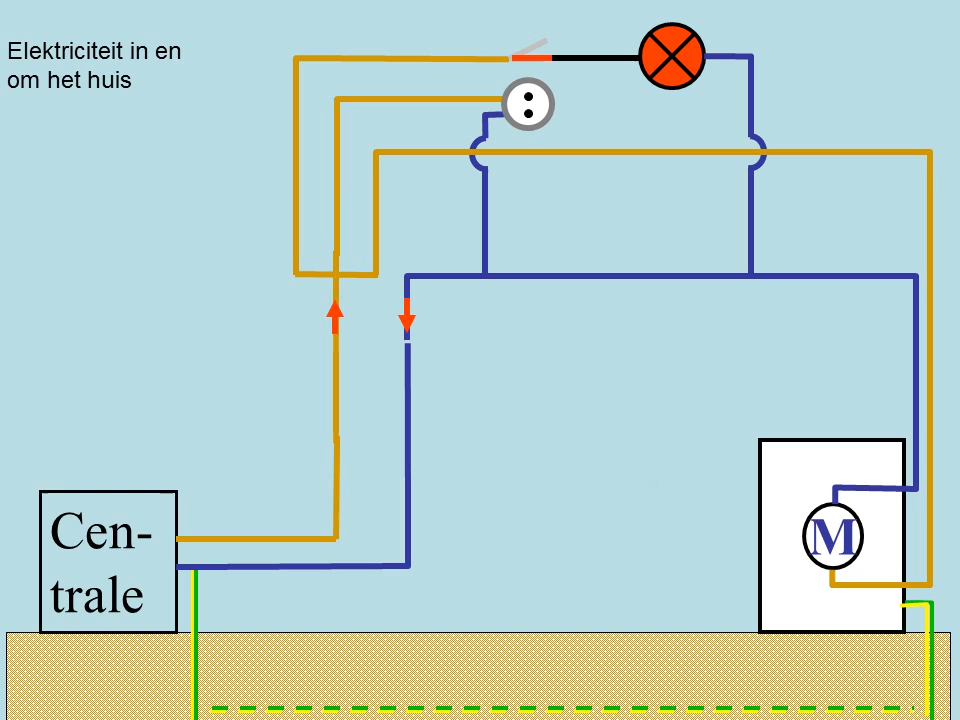 Elektriciteit in en
om het huis
Cen-
trale
M